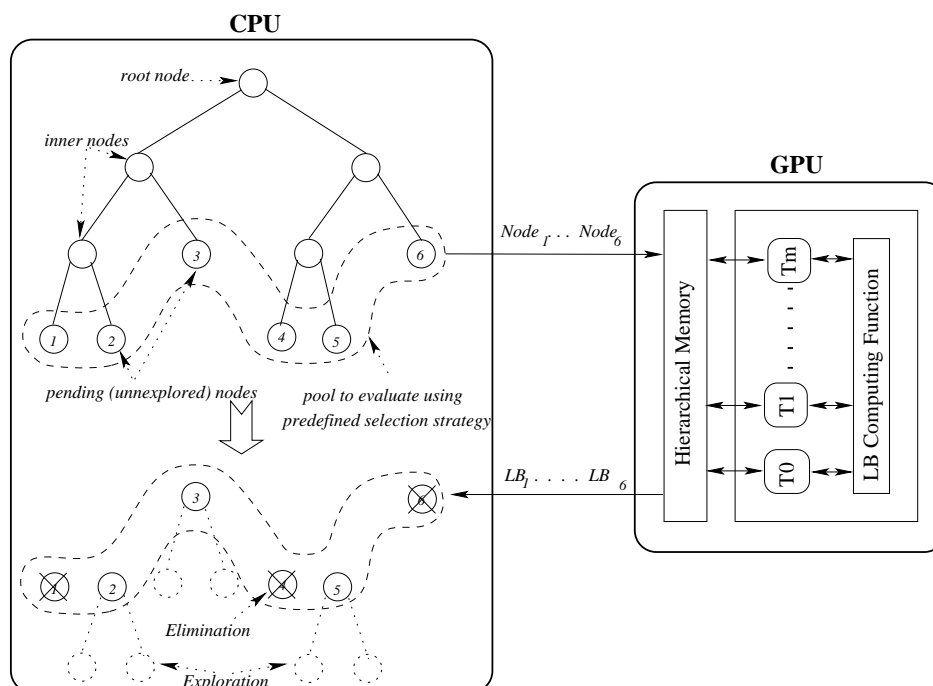 CPU
root node. . . .
inner nodes
3
6
1
2
4
5
pending (unexplored) nodes
pool to evaluate using
predefined selection strategy
Node1 . . . Node6
GPU
Hierarchical Memory
Tm
T1
T0
LB Computing Function
LB1 . . . . LB6
3
6
1
2
4
5
Elimination
Exploration